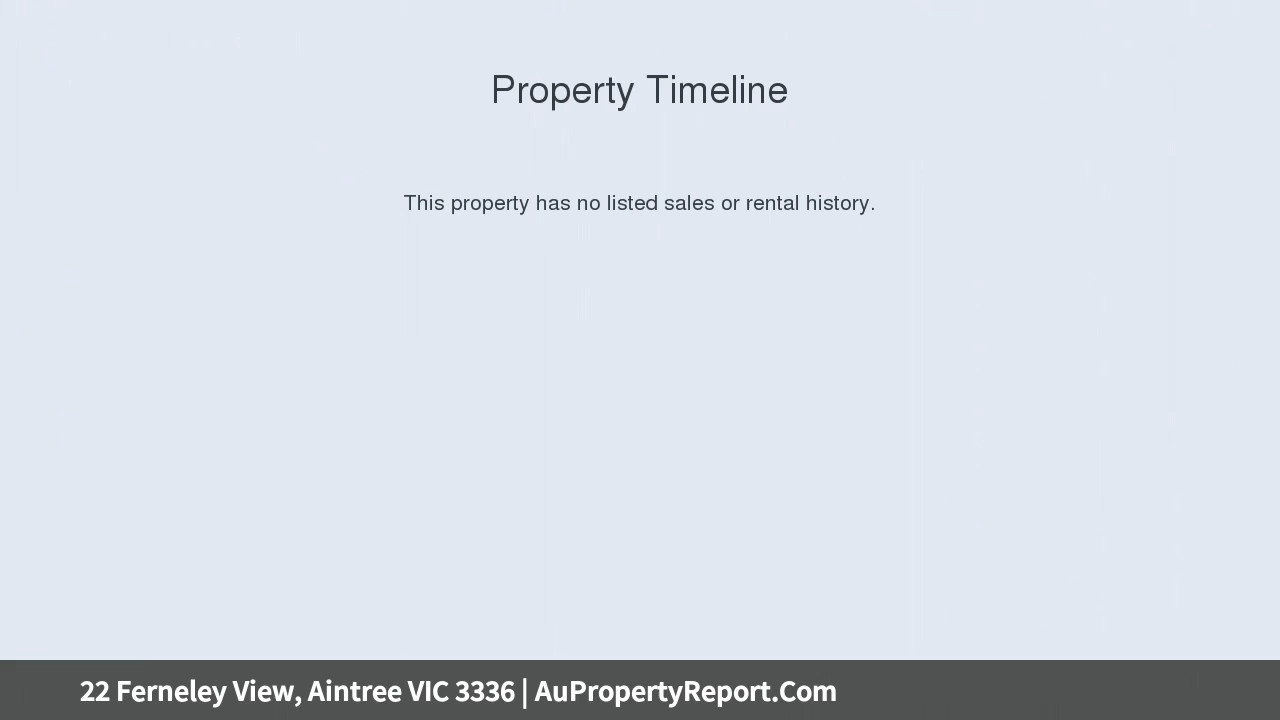 Property Timeline
This property has no listed sales or rental history.
22 Ferneley View, Aintree VIC 3336 | AuPropertyReport.Com